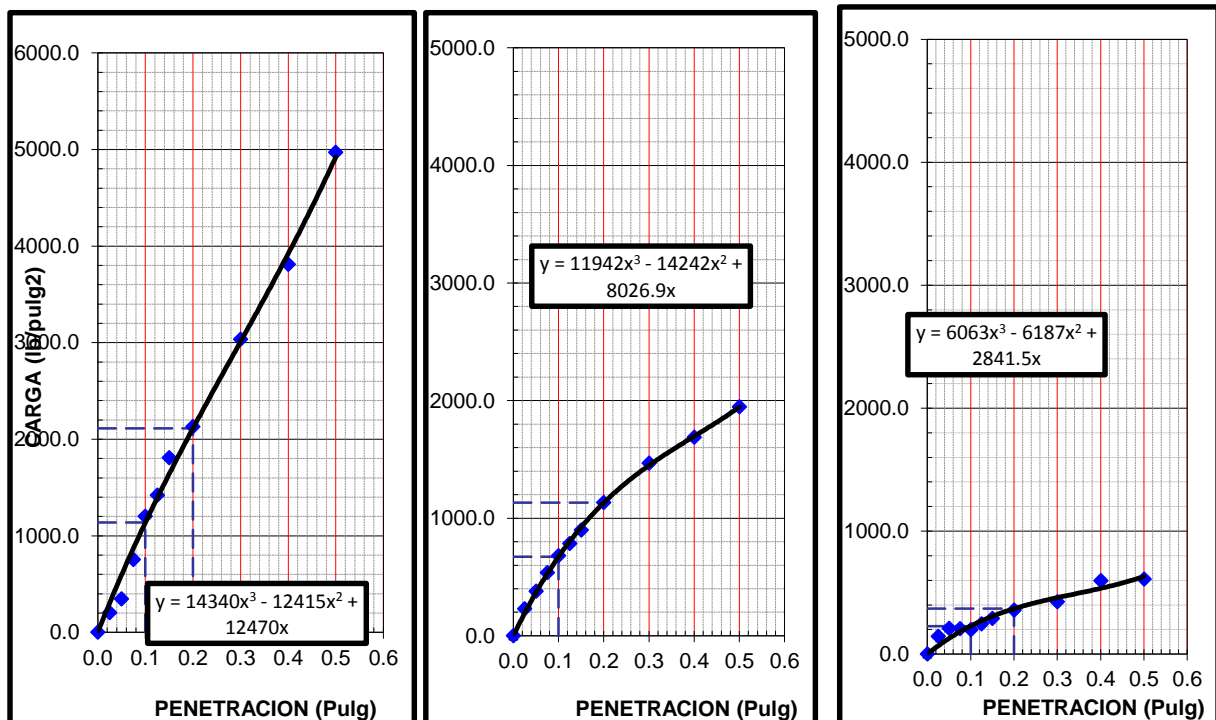 6000.0
5000.0
4000.0
3000.0
2000.0
1000.0
0.0
CARGA (lb/pulg2)
y = 14340x³ - 12415x² +
12470x
0.0 0.1 0.2 0.3 0.4 0.5 0.6
PENETRACION (Pulg)
5000.0
4000.0
3000.0
2000.0
1000.0
0.0
y = 11942x³ - 14242x² +
8026.9x
0.0 0.1 0.2 0.3 0.4 0.5 0.6
PENETRACION (Pulg)
5000.0
4000.0
3000.0
2000.0
1000.0
0.0
y = 6063x³ - 6187x² +
2841.5x
0.0 0.1 0.2 0.3 0.4 0.5 0.6
PENETRACION (Pulg)